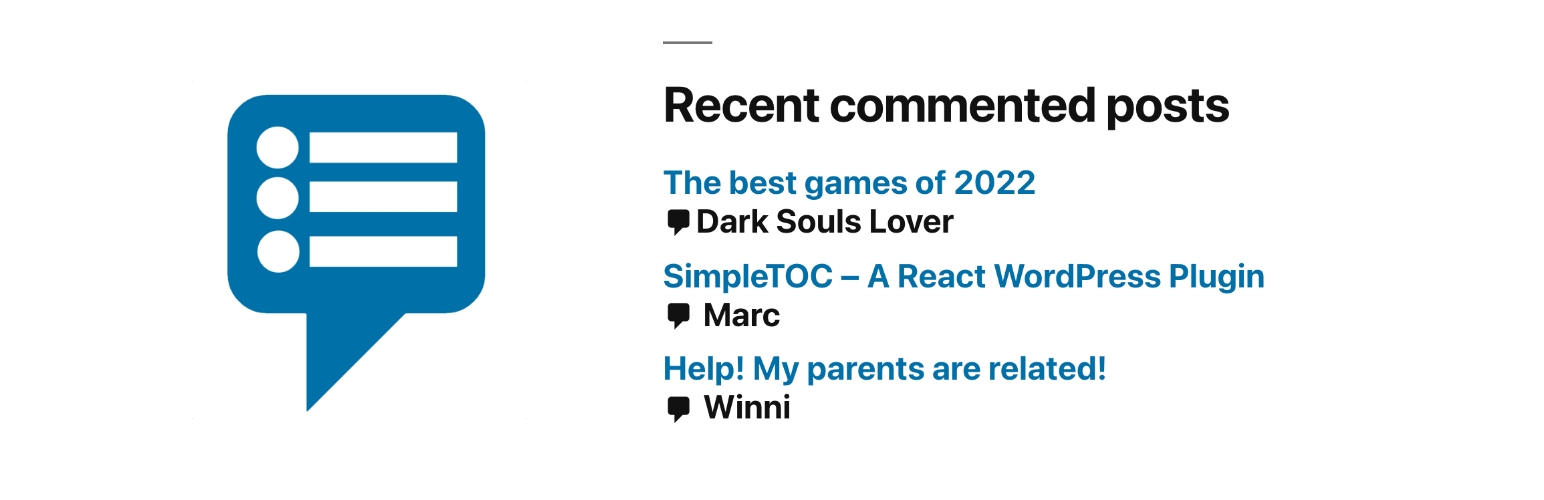 Recent commented posts
The best games of 2022
Dark Souls Lover
SimpleTOC – A React WordPress Plugin
Marc
Help! My parents are related!
Winni